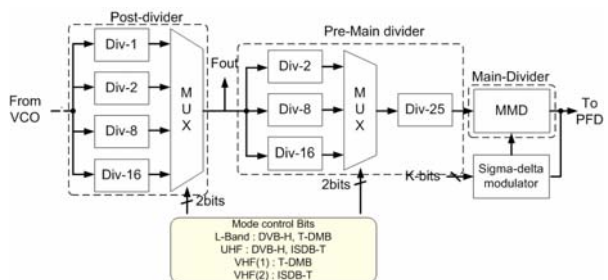 Post-divider
Pre-Main divider
Div-1
Div-2
Div-8
Div-16
From
VCO
MUX
2bits
Fout
Div-2
Div-8
Div-16
MUX
2bits
Div-25
Main-Divider
MMD
To
PFD
K-bits
Sigma-delta
modulator
Mode control Bits
L-Band : DVB-H, T-DMB
UHF : DVB-H, ISDB-T
VHF(1) : T-DMB
VHF(2) : ISDB-T